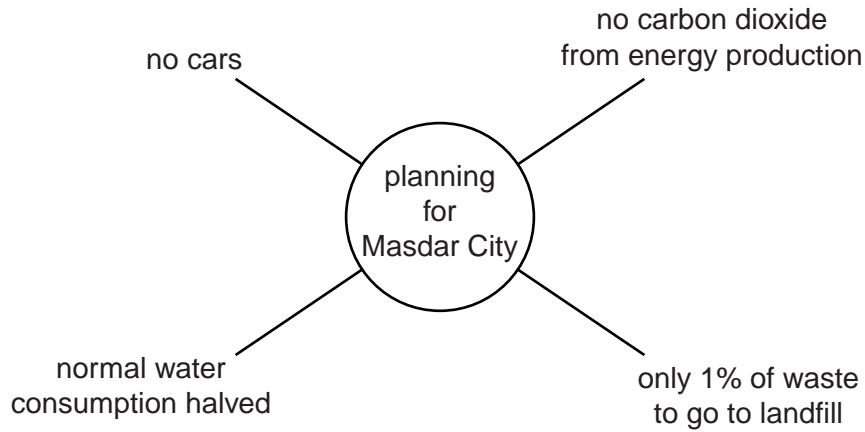 no cars
no carbon dioxide
from energy production
planning
for
Masdar City
normal water
consumption halved
only 1% of waste
to go to landfill